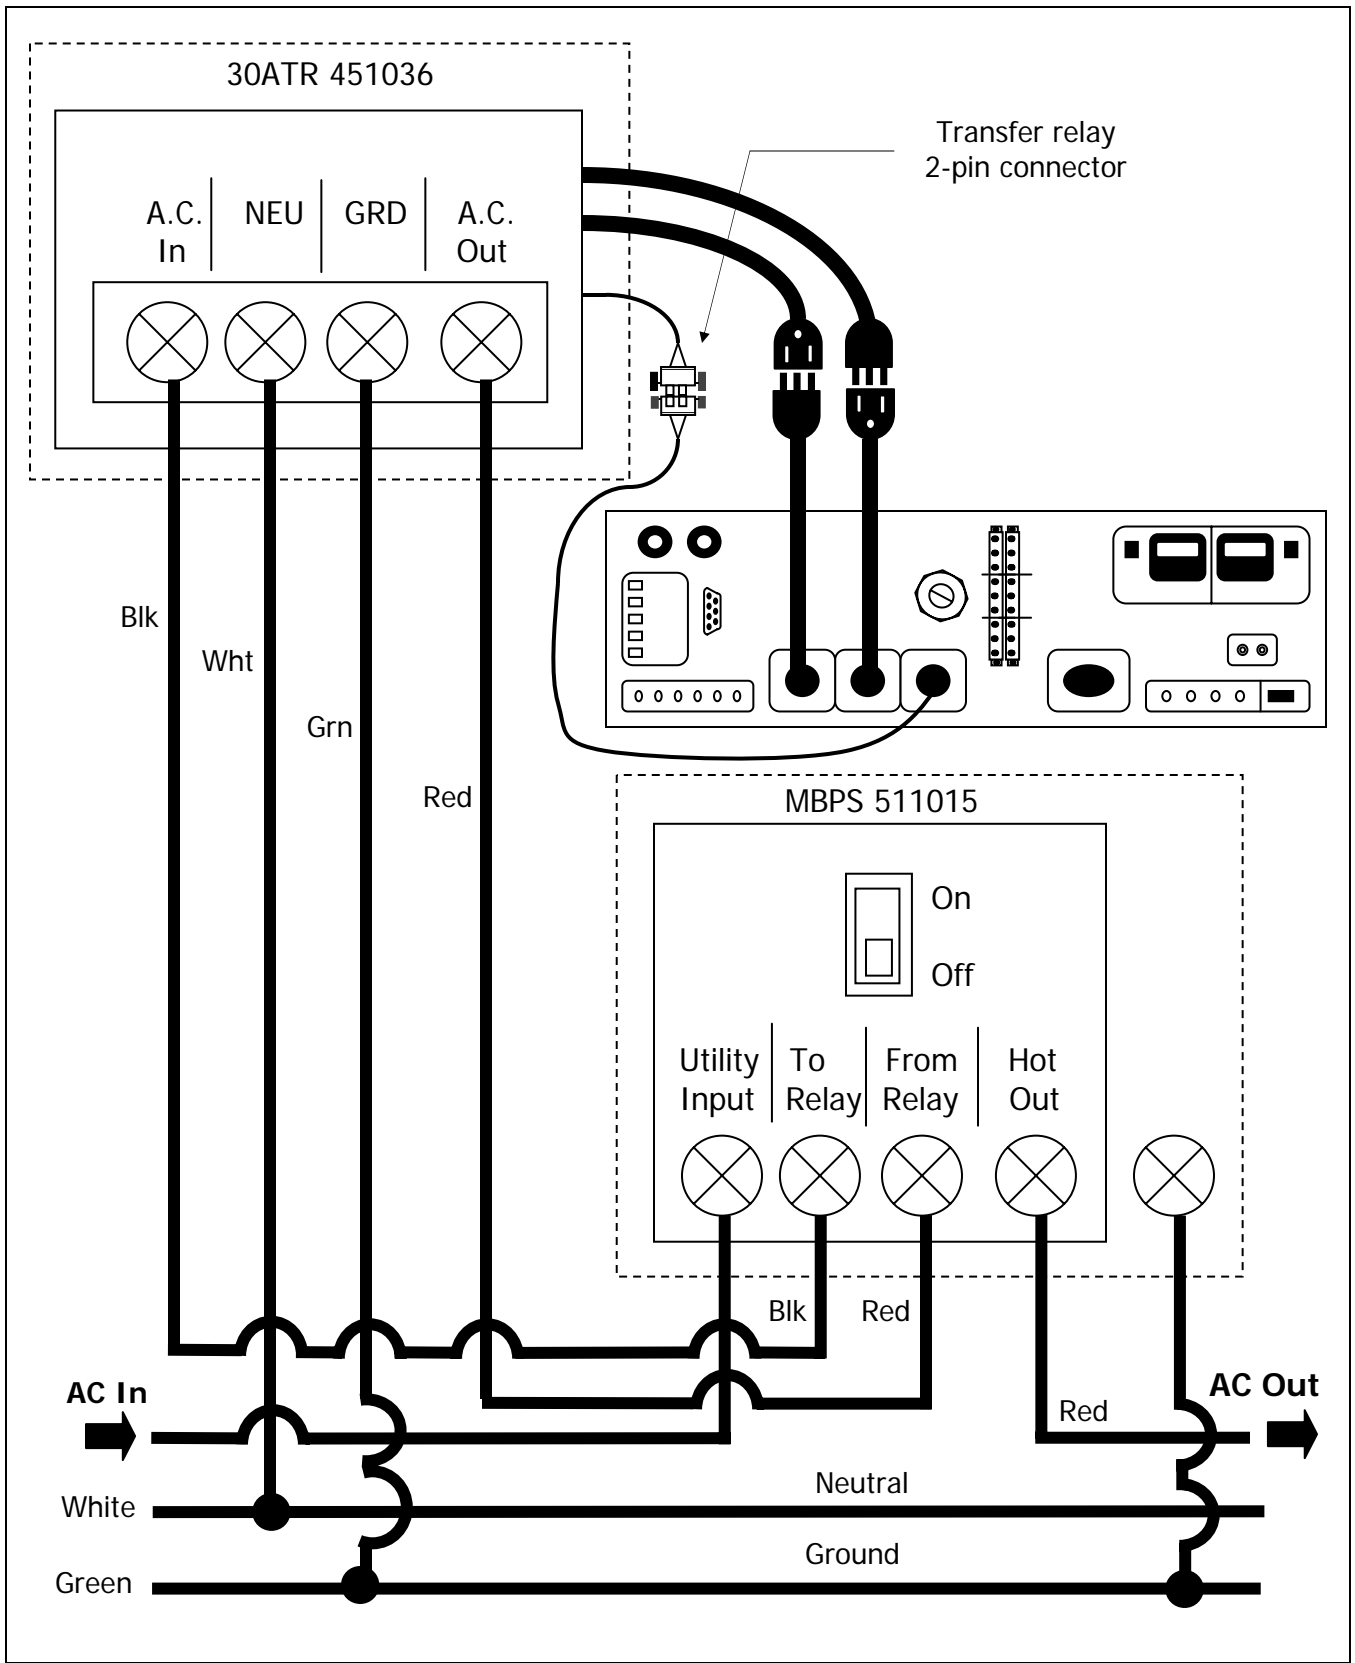 30ATR 451036
Transfer relay
2-pin connector
A.C. In
NEU
GRD
A.C. Out
Blk
Wht
Grn
Red
MBPS 511015
On
Off
Utility Input
To Relay
From Relay
Hot Out
Blk
Red
AC In
AC Out
Red
White
Neutral
Green
Ground